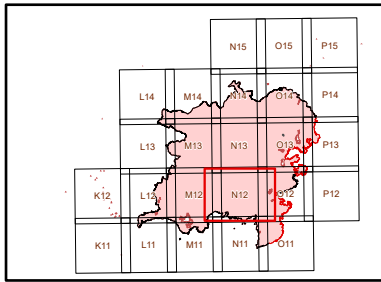 N15 O15 P15
L14 M14 N14 O14 P14
L13 M13 N13 O13 P13
K12 L12 M12 N12 O12 P12
K11 L11 M11 N11 O11